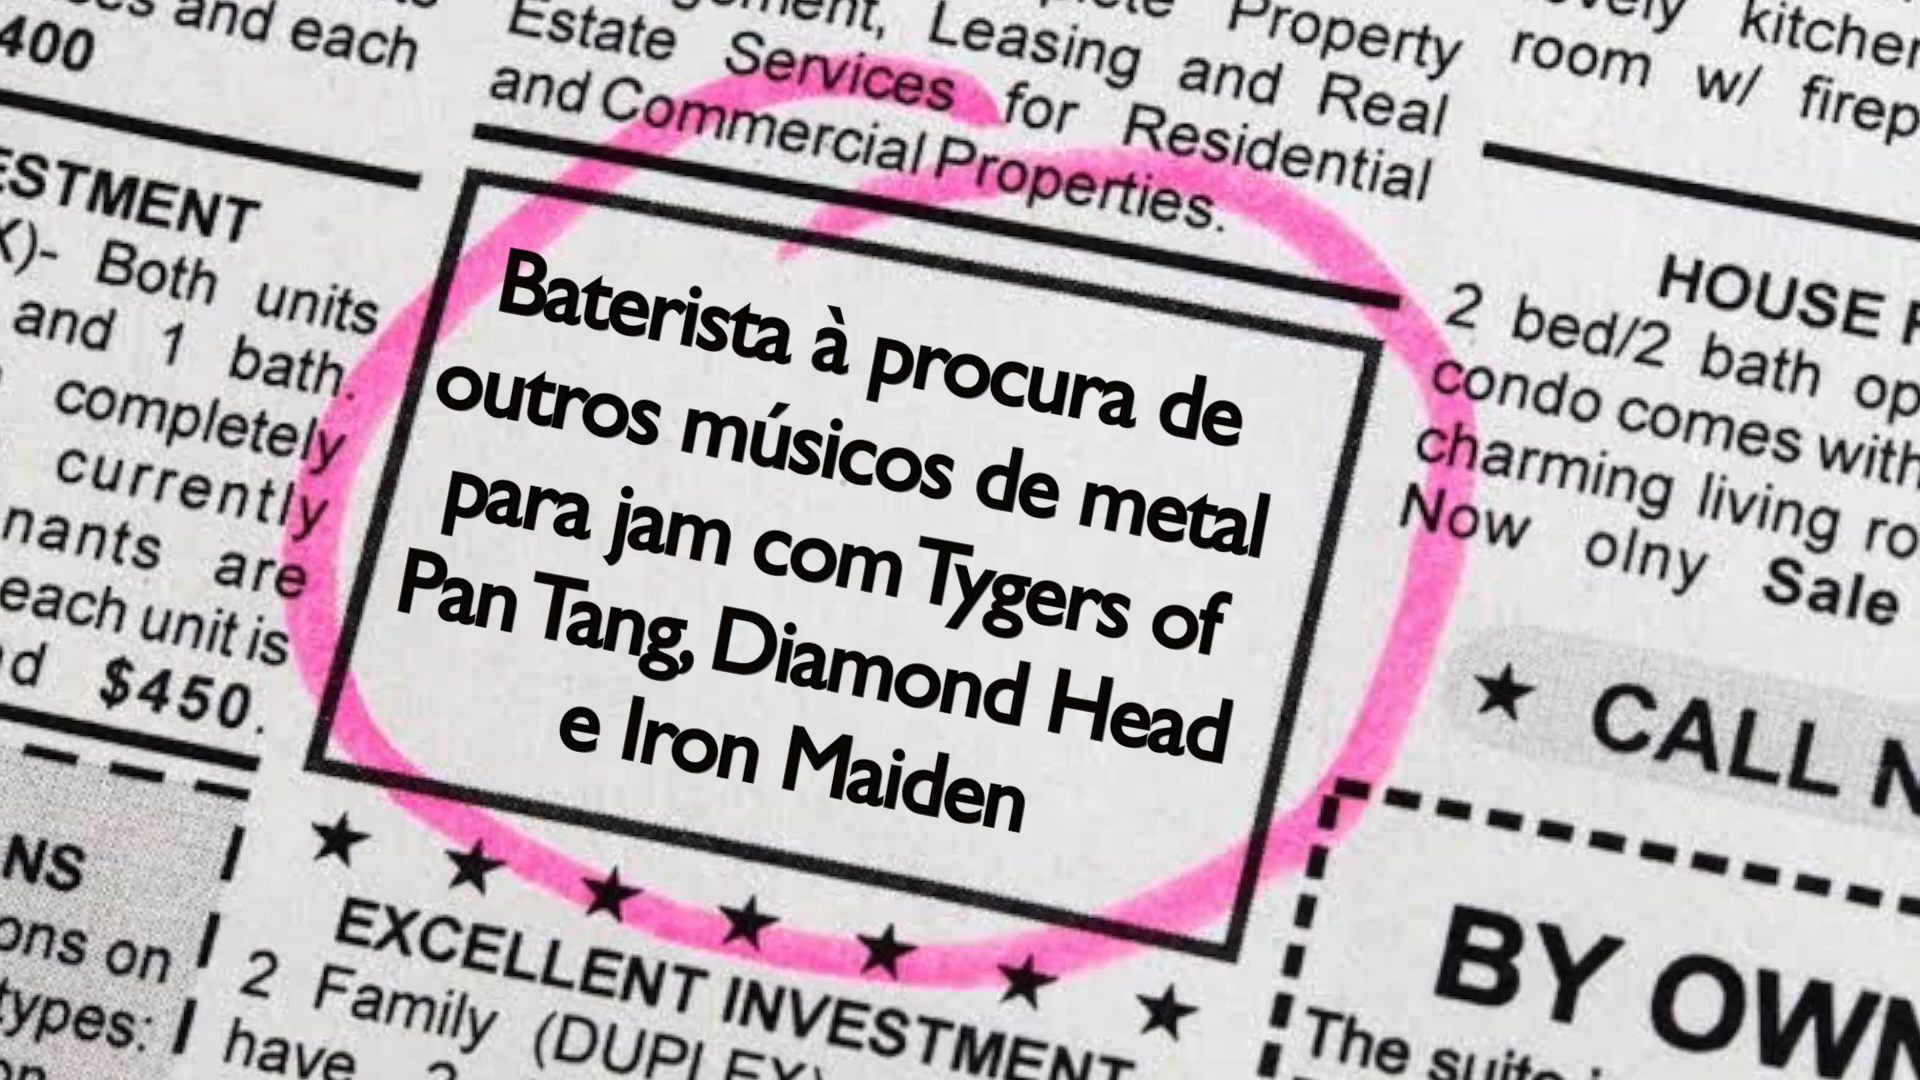 es and each
400
ESTMENT
X)- Both units
and 1 bath.
completely
currently
nants are
each unit is
$450.
NS
ons on
types:
Estate Services for Residential
Leasing and Real
Property
and Commercial Properties.
Baterista à procura de
outros músicos de metal
para jam com Tygers of
Pan Tang, Diamond Head
e Iron Maiden
★ ★ ★ ★ ★ ★ ★
EXCELLENT INVESTMENT
2 Family (DUPLEX)
have
kitchen
room w/ firep
HOUSE F
2 bed/2 bath op
condo comes with
charming living ro
Now olny Sale
★ CALL N
BY OWN
The suite